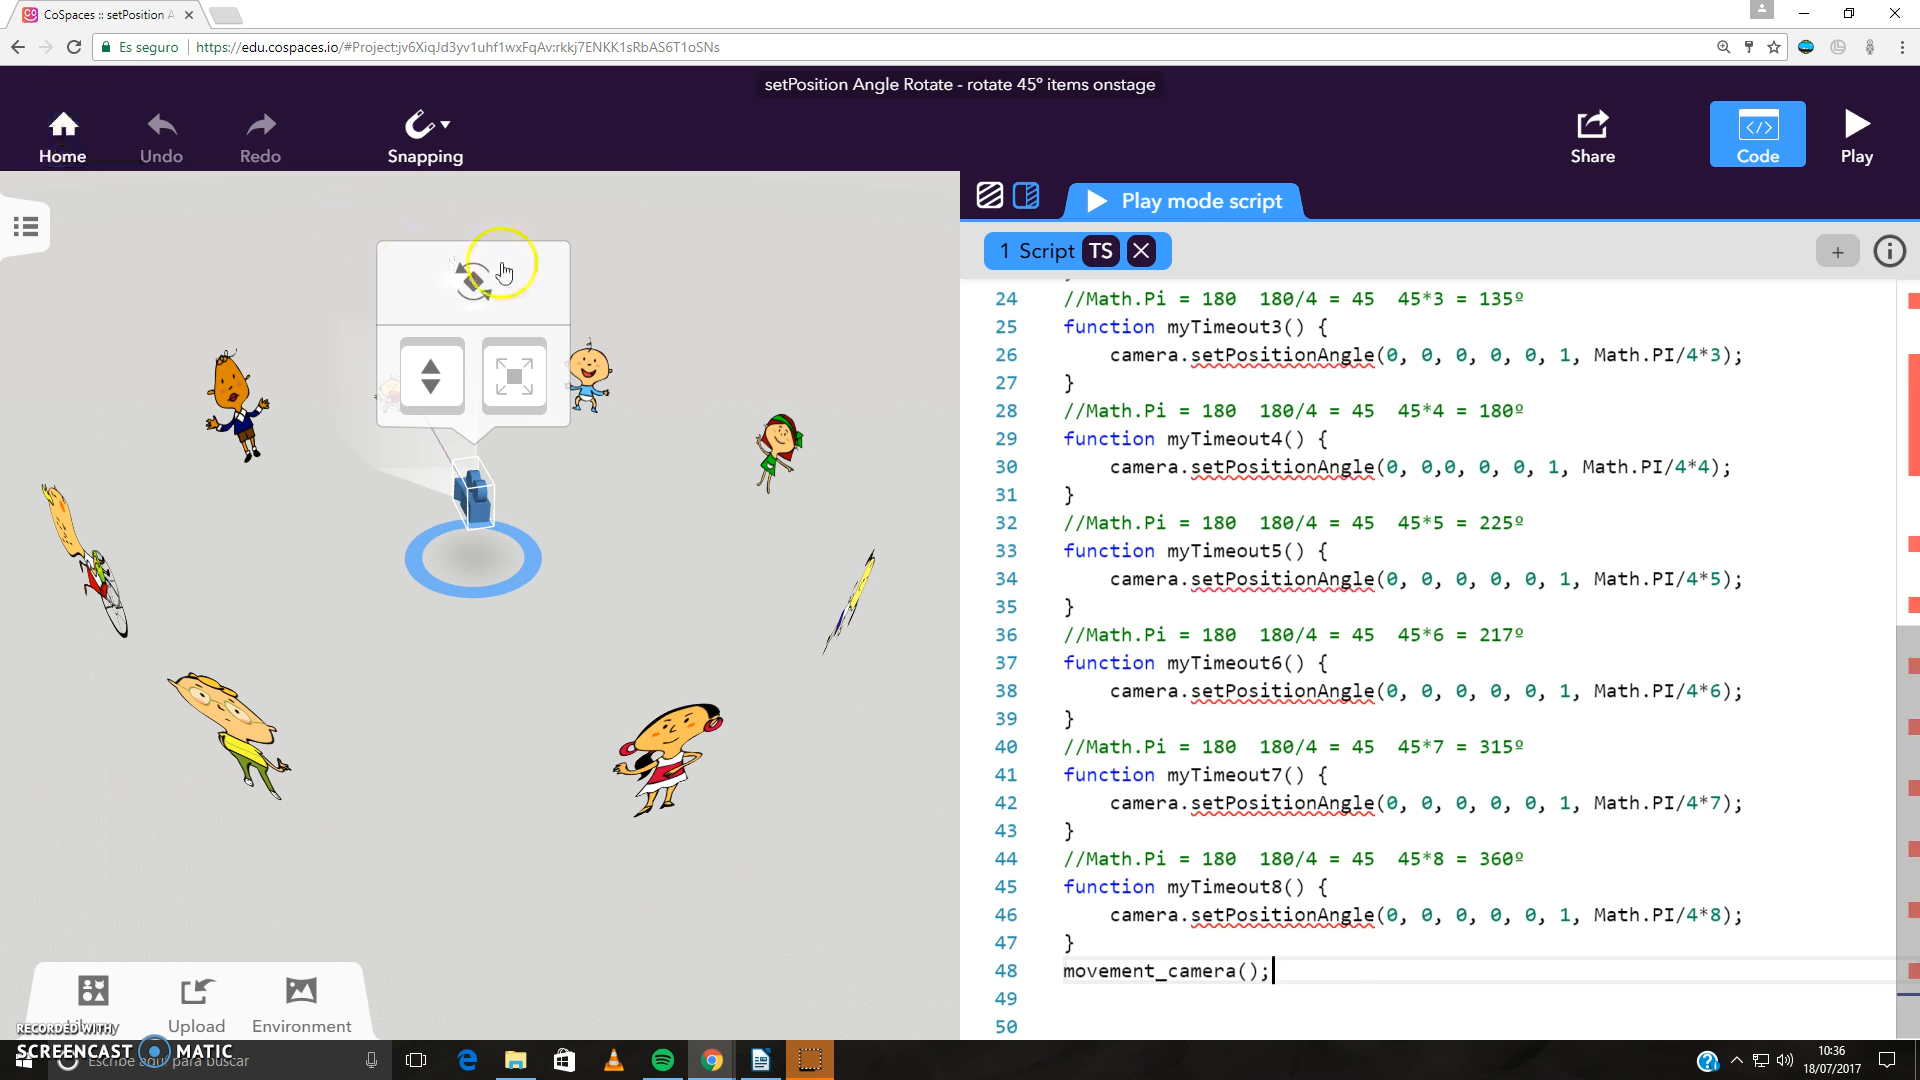 CoSpaces :: setPosition A
Es seguro
https://edu.cospaces.io/#Project:jv6XiqJd3yv1uhf1wxFqAv:rkkj7ENKK1sRbAS6T1oSNs
setPosition Angle Rotate - rotate 45º items onstage
Home
Undo
Redo
Snapping
Share
Code
Play
Play mode script
1 Script TS
24 //Math.Pi = 180 180/4 = 45 45*3 = 135º
25 function myTimeout3() {
26 camera.setPositionAngle(0, 0, 0, 0, 0, 1, Math.PI/4*3);
27 }
28 //Math.Pi = 180 180/4 = 45 45*4 = 180º
29 function myTimeout4() {
30 camera.setPositionAngle(0, 0,0, 0, 0, 1, Math.PI/4*4);
31 }
32 //Math.Pi = 180 180/4 = 45 45*5 = 225º
33 function myTimeout5() {
34 camera.setPositionAngle(0, 0, 0, 0, 0, 1, Math.PI/4*5);
35 }
36 //Math.Pi = 180 180/4 = 45 45*6 = 217º
37 function myTimeout6() {
38 camera.setPositionAngle(0, 0, 0, 0, 0, 1, Math.PI/4*6);
39 }
40 //Math.Pi = 180 180/4 = 45 45*7 = 315º
41 function myTimeout7() {
42 camera.setPositionAngle(0, 0, 0, 0, 0, 1, Math.PI/4*7);
43 }
44 //Math.Pi = 180 180/4 = 45 45*8 = 360º
45 function myTimeout8() {
46 camera.setPositionAngle(0, 0, 0, 0, 0, 1, Math.PI/4*8);
47 }
48 movement_camera();
49
50
Library
Upload
Environment
RECORDED WITH
SCREENCAST MATIC
Escribe aquí para buscar
10:36
18/07/2017